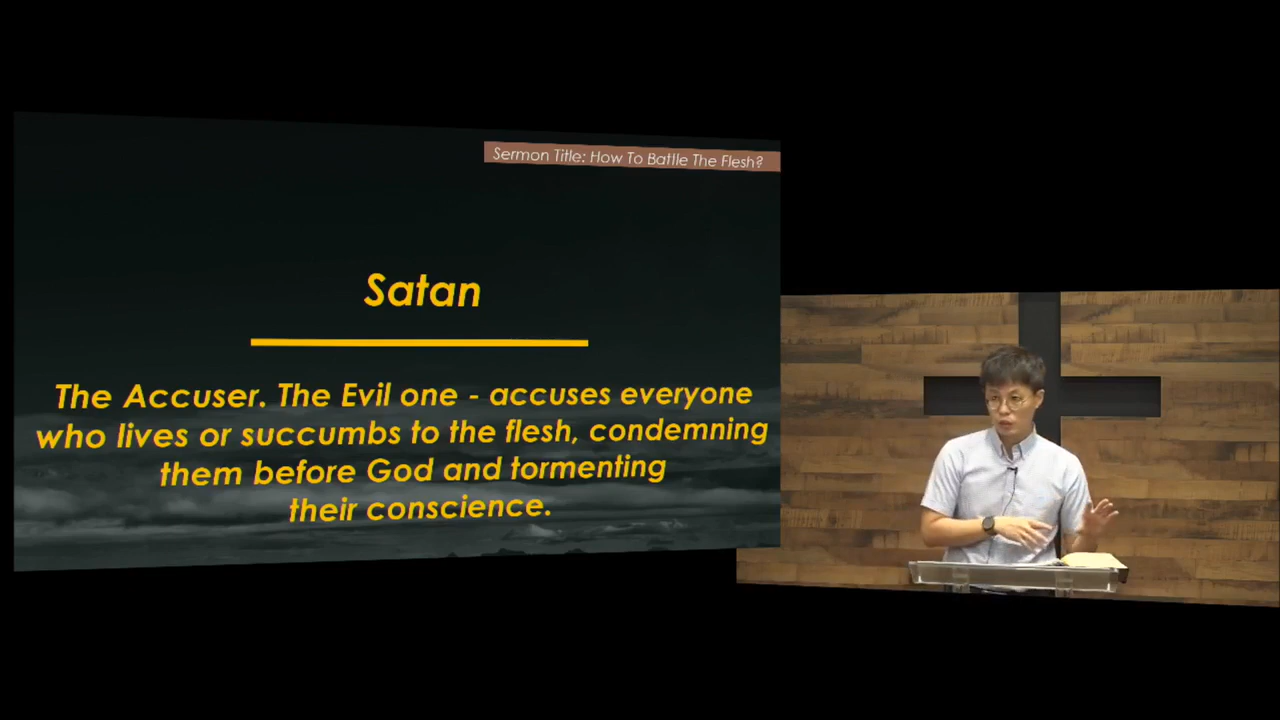 Sermon Title: How To Battle The Flesh?
Satan
The Accuser. The Evil one - accuses everyone
who lives or succumbs to the flesh, condemning
them before God and tormenting
their conscience.